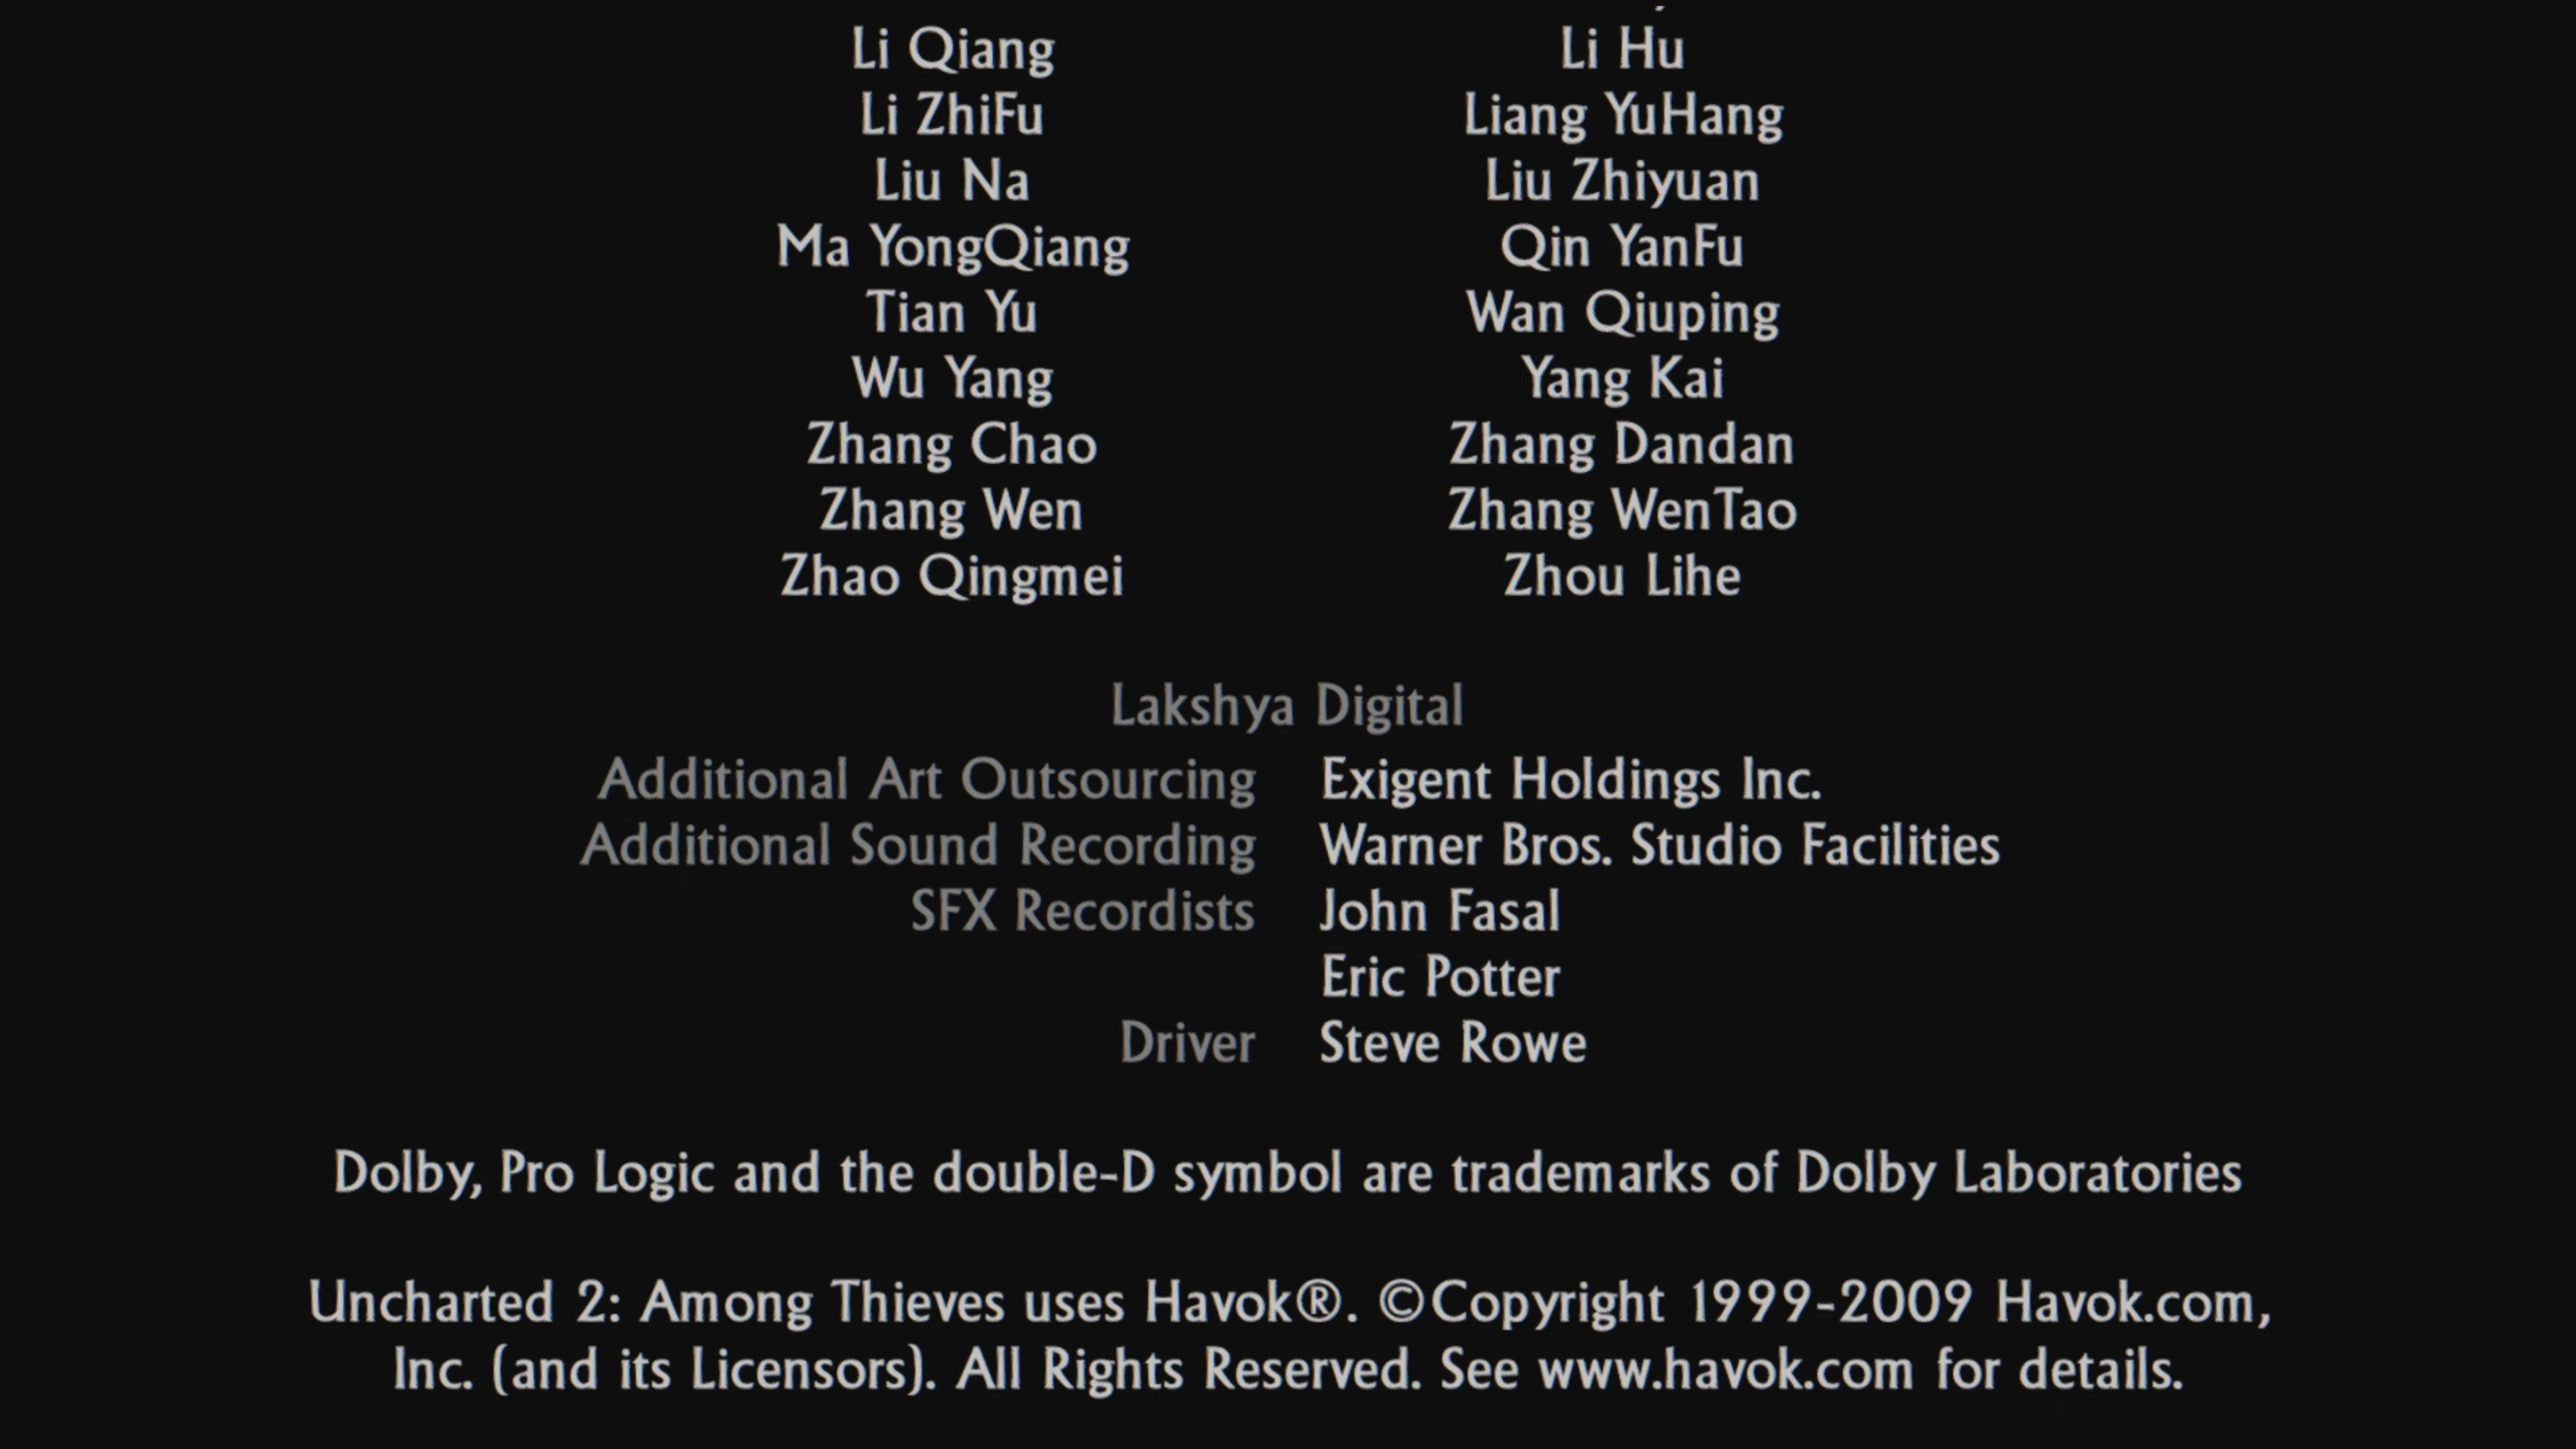 Li Qiang Li Hu
Li ZhiFu Liang YuHang
Liu Na Liu Zhiyuan
Ma YongQiang Qin YanFu
Tian Yu Wan Qiuping
Wu Yang Yang Kai
Zhang Chao Zhang Dandan
Zhang Wen Zhang WenTao
Zhao Qingmei Zhou Lihe
Lakshya Digital
Additional Art Outsourcing Exigent Holdings Inc.
Additional Sound Recording Warner Bros. Studio Facilities
SFX Recordists John Fasal
Eric Potter
Driver Steve Rowe
Dolby, Pro Logic and the double-D symbol are trademarks of Dolby Laboratories
Uncharted 2: Among Thieves uses Havok®. ©Copyright 1999-2009 Havok.com,
Inc. (and its Licensors). All Rights Reserved. See www.havok.com for details.